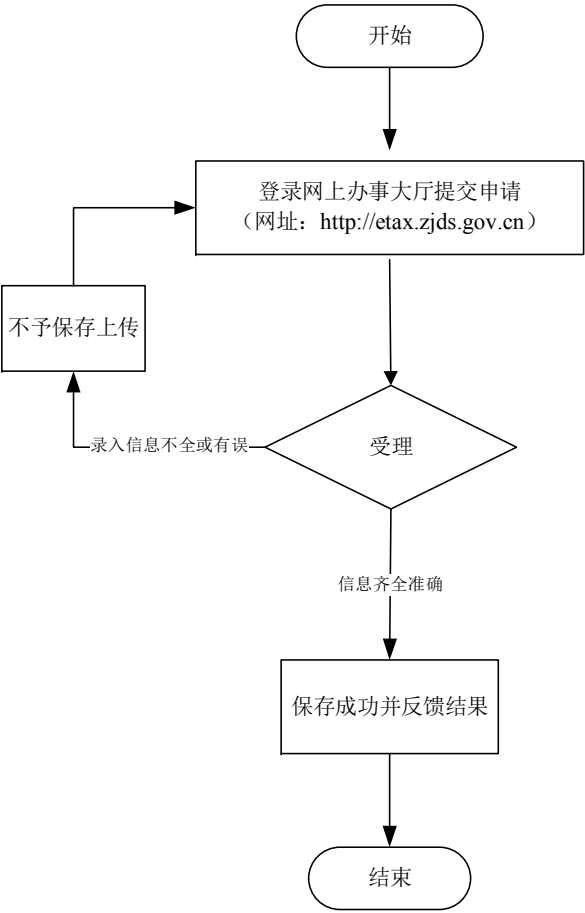 开始
登录网上办事大厅提交申请
（网址：http://etax.zjds.gov.cn）
不予保存上传
录入信息不全或有误
受理
信息齐全准确
保存成功并反馈结果
结束